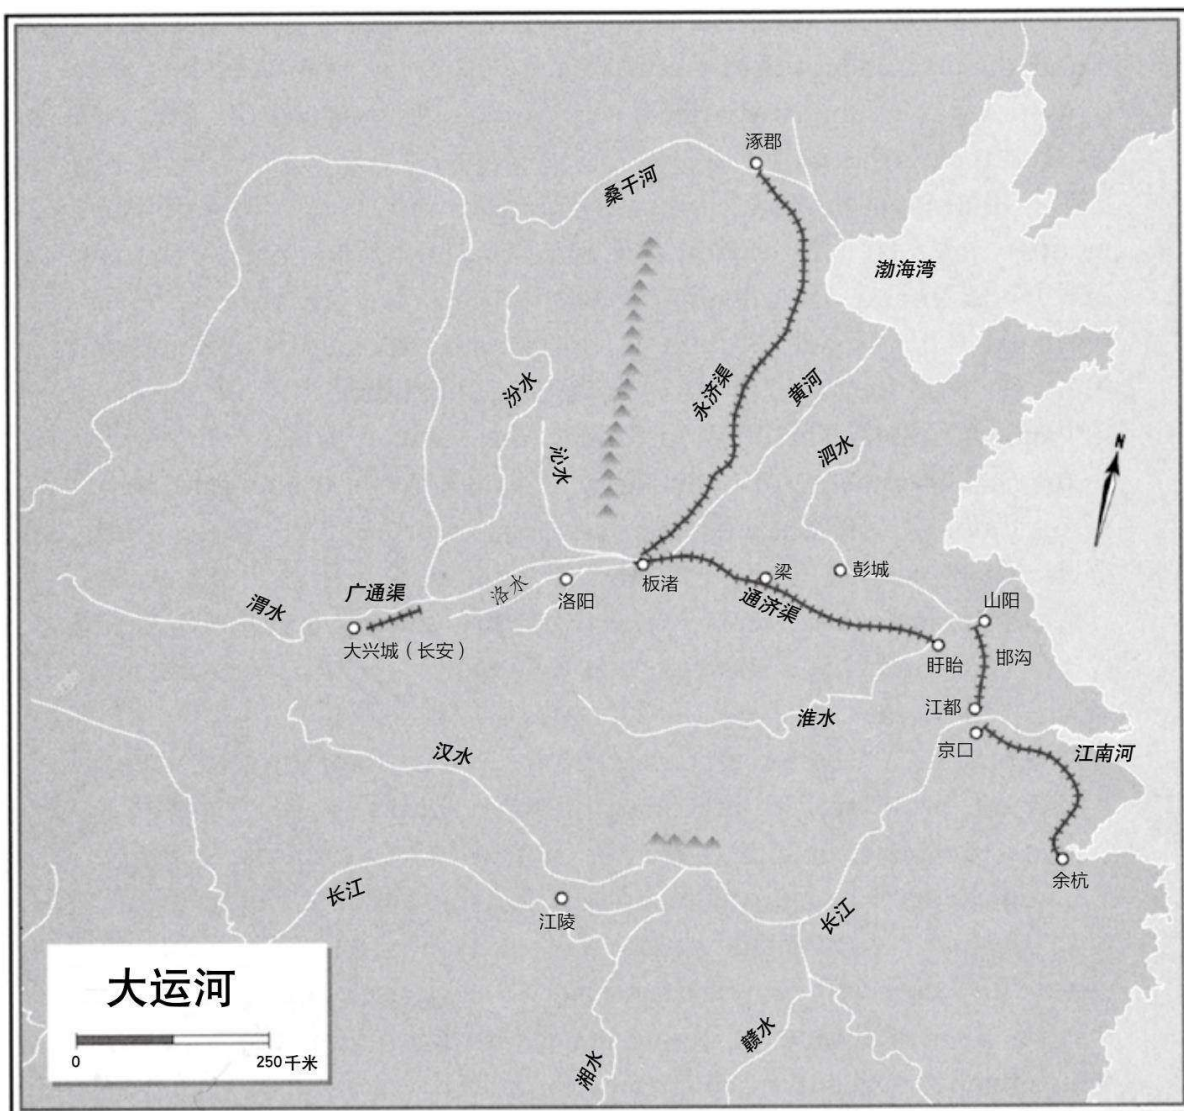 涿郡
桑干河
渤海湾
永济渠
黄河
汾水
泗水
沁水
N
板渚
梁
彭城
洛水
洛阳
广通渠
渭水
通济渠
山阳
大兴城（长安）
盱眙
邗沟
江都
淮水
京口
江南河
汉水
余杭
长江
江陵
长江
大运河
0
250千米
赣水
湘水